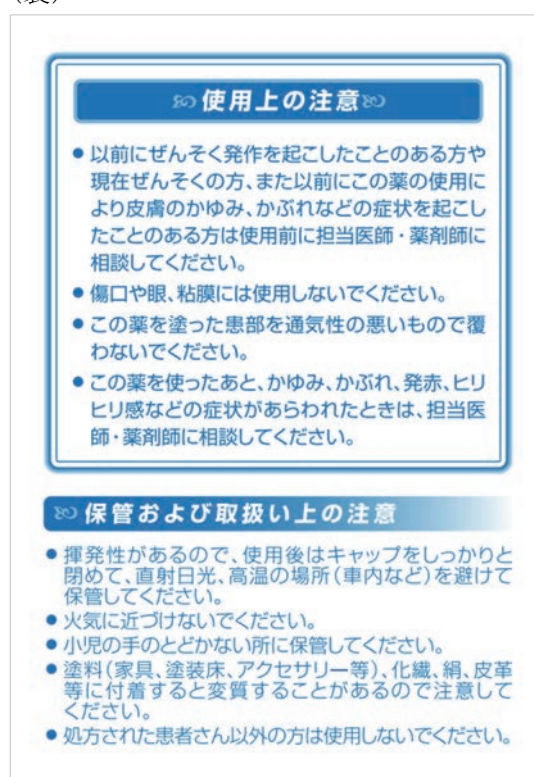 使用上の注意
● 以前にぜんそく発作を起こしたことのある方や
現在ぜんそくの方、また以前にこの薬の使用に
より皮膚のかゆみ、かぶれなどの症状を起こし
たことのある方は使用前に担当医師・薬剤師に
相談してください。
● 傷口や眼、粘膜には使用しないでください。
● この薬を塗った患部を通気性の悪いもので覆
わないでください。
● この薬を使ったあと、かゆみ、かぶれ、発赤、ヒリ
ヒリ感などの症状があらわれたときは、担当医
師・薬剤師に相談してください。
保管および取扱い上の注意
● 揮発性があるので、使用後はキャップをしっかりと
閉めて、直射日光、高温の場所(車内など)を避けて
保管してください。
● 火気に近づけないでください。
● 小児の手のとどかない所に保管してください。
● 塗料(家具、塗装床、アクセサリー等)、化繊、絹、皮革
等に付着すると変質することがあるので注意して
ください。
● 処方された患者さん以外の方は使用しないでください。